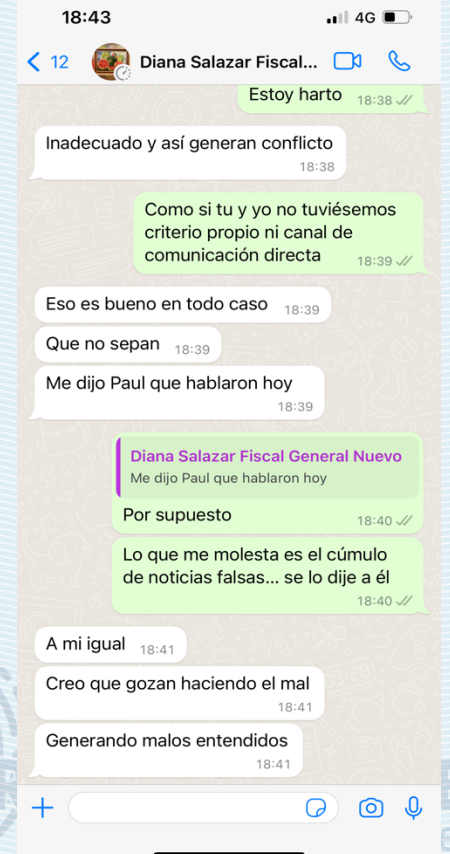 18:43
4G
12
Diana Salazar Fiscal...
Estoy harto
18:38
Inadecuado y así generan conflicto
18:38
Como si tu y yo no tuviésemos
criterio propio ni canal de
comunicación directa
18:39
Eso es bueno en todo caso
18:39
Que no sepan
18:39
Me dijo Paul que hablaron hoy
18:39
Diana Salazar Fiscal General Nuevo
Me dijo Paul que hablaron hoy
Por supuesto
18:40
Lo que me molesta es el cúmulo
de noticias falsas... se lo dije a él
18:40
A mi igual
18:41
Creo que gozan haciendo el mal
18:41
Generando malos entendidos
18:41